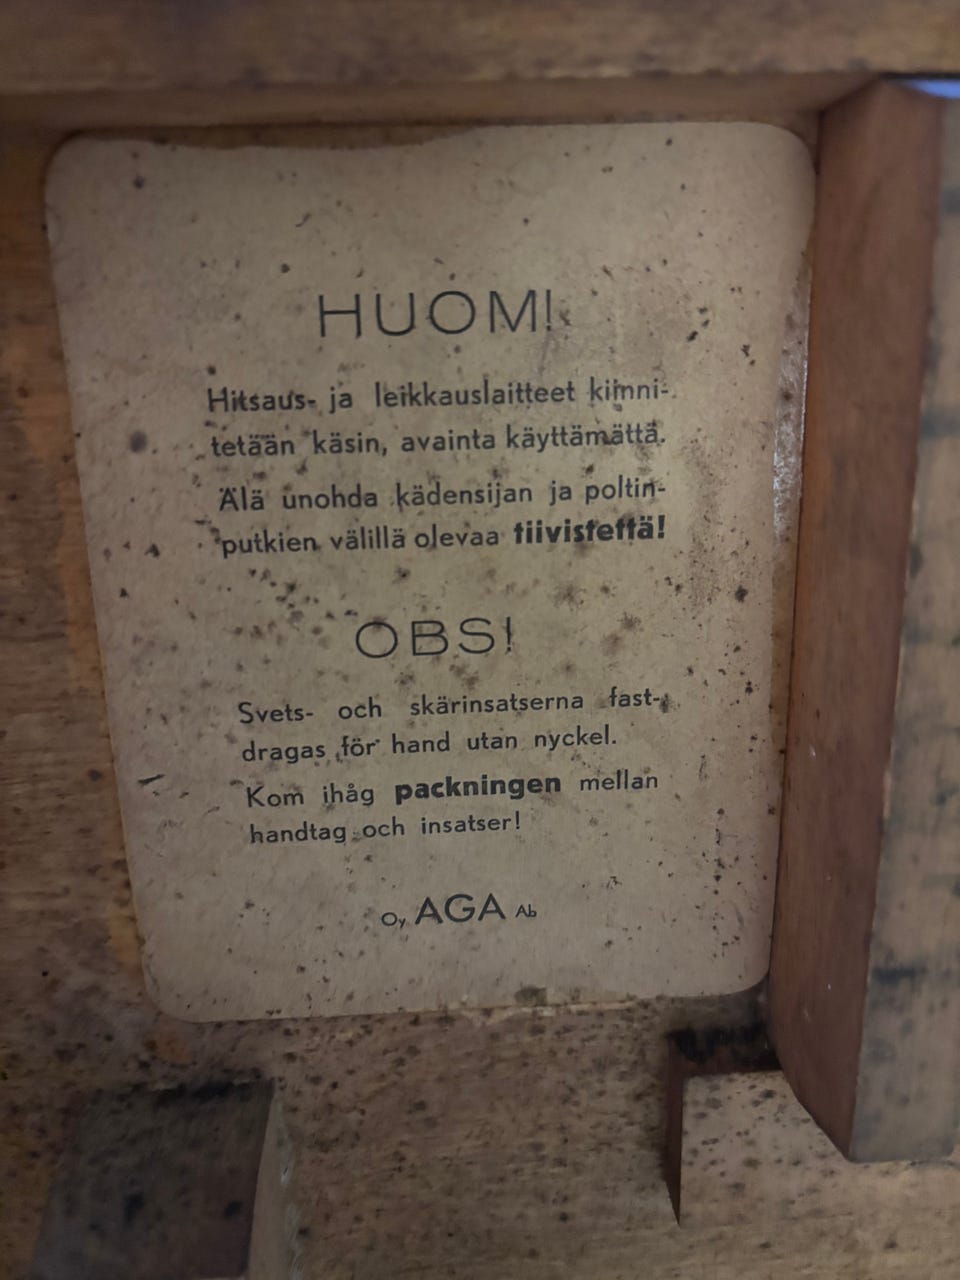 HUOM!
Hitsaus- ja leikkauslaitteet kiinni-
tetään käsin, avainta käyttämättä.
Älä unohda kädensijan ja poltin-
putkien välillä olevaa tiivistettä!
OBS!
Svets- och skärinsatserna fast-
dragas för hand utan nyckel.
Kom ihåg packningen mellan
handtag och insatser!
Oy AGA Ab